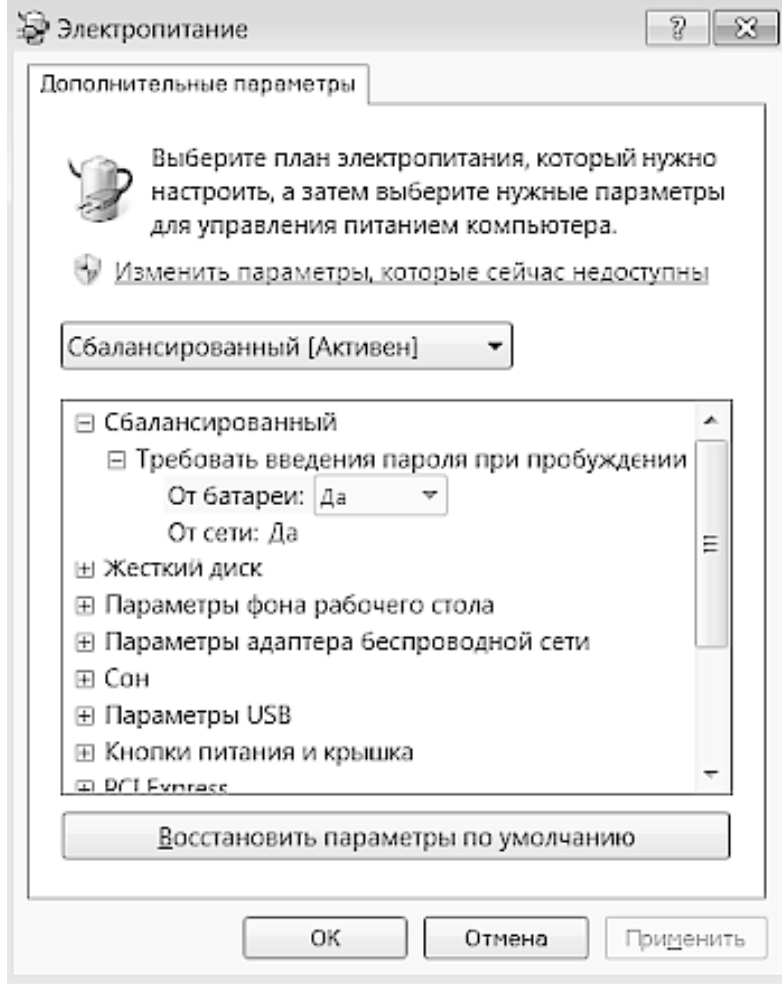 Электропитание
Дополнительные параметры
Выберите план электропитания, который нужно
настроить, а затем выберите нужные параметры
для управления питанием компьютера.
Изменить параметры, которые сейчас недоступны
Сбалансированный [Активен]
Сбалансированный
Требовать введения пароля при пробуждении
От батареи: Да
От сети: Да
Жесткий диск
Параметры фона рабочего стола
Параметры адаптера беспроводной сети
Сон
Параметры USB
Кнопки питания и крышка
PCI Express
Восстановить параметры по умолчанию
ОК Отмена Применить